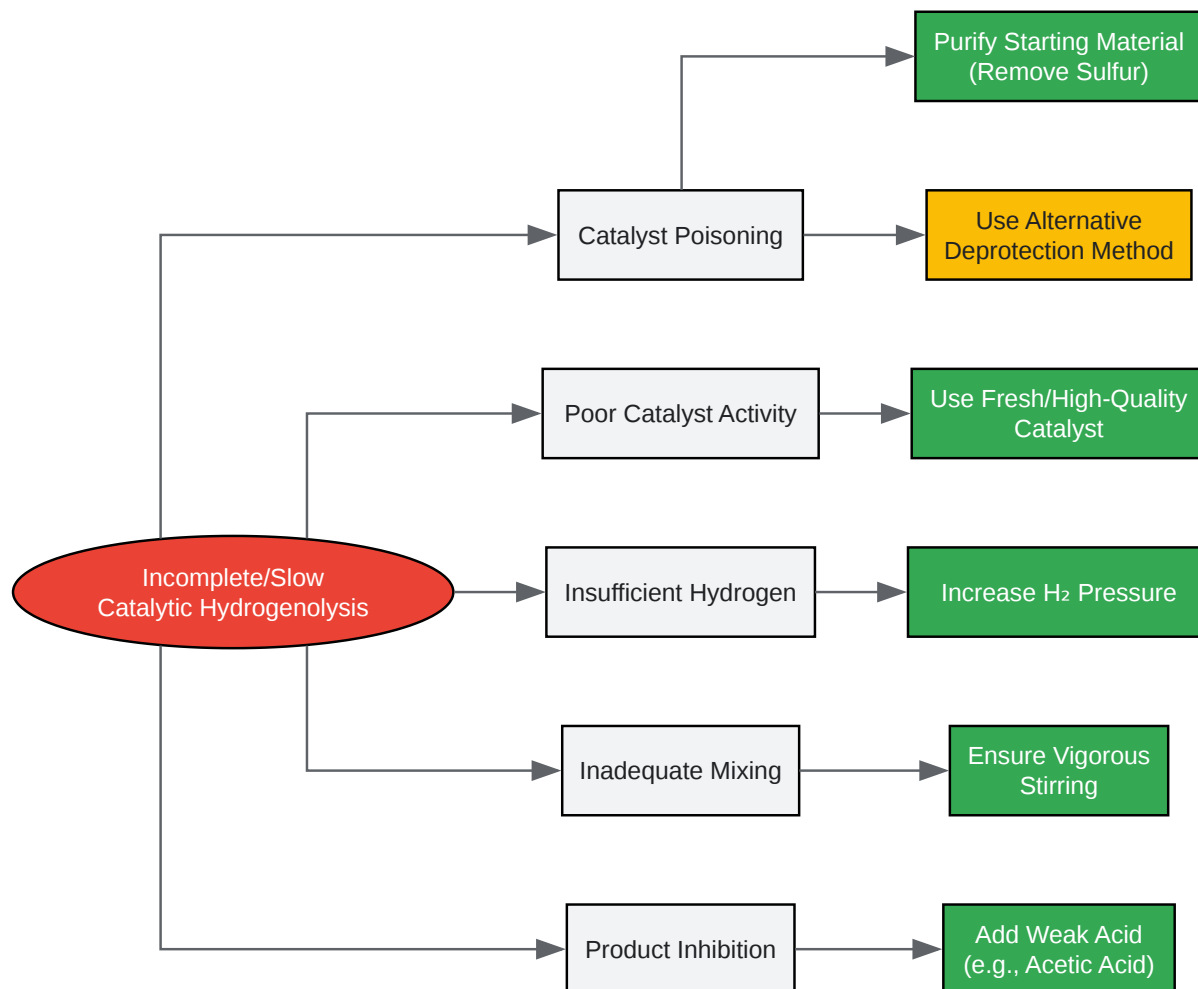 Purify Starting Material
(Remove Sulfur)
Catalyst Poisoning
Use Alternative
Deprotection Method
Poor Catalyst Activity
Use Fresh/High-Quality
Catalyst
Incomplete/Slow
Catalytic Hydrogenolysis
Insufficient Hydrogen
Increase H₂ Pressure
Inadequate Mixing
Ensure Vigorous
Stirring
Product Inhibition
Add Weak Acid
(e.g., Acetic Acid)